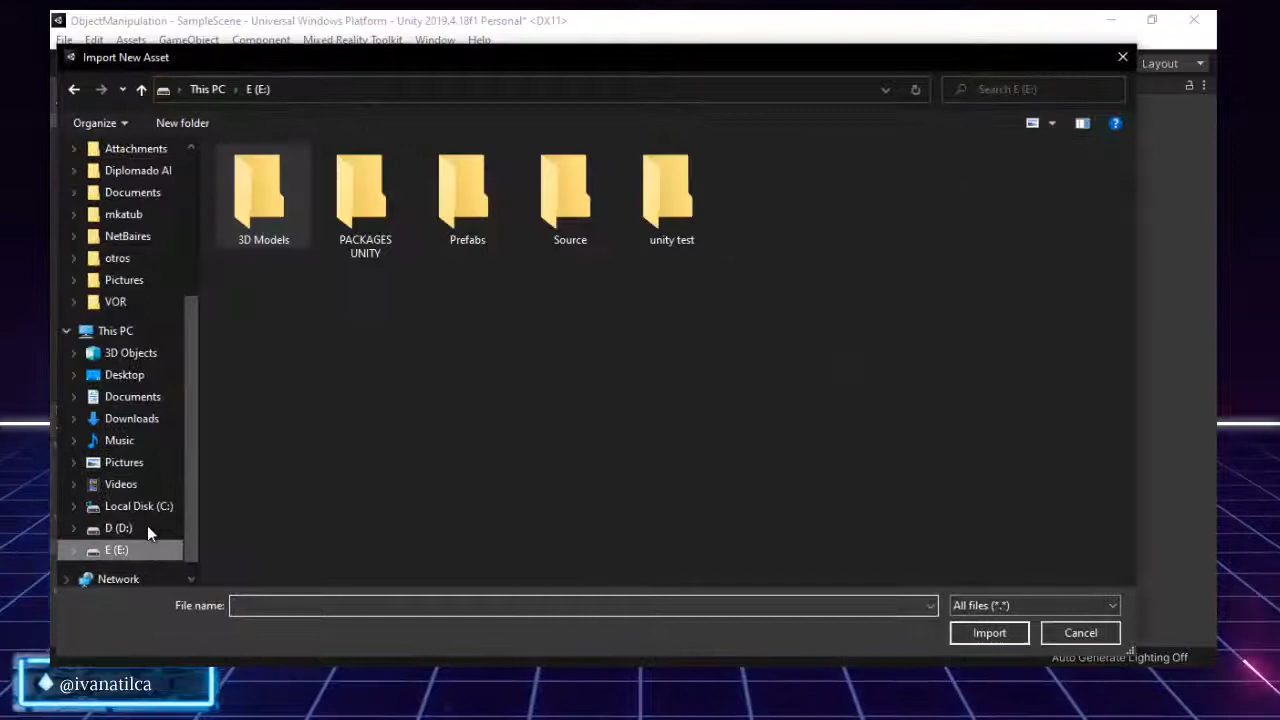 ObjectManipulation - SampleScene - Universal Windows Platform - Unity 2019.4.18f1 Personal* <DX11>
File Edit Assets GameObject Component Mixed Reality Toolkit Window Help
Import New Asset
Layout
This PC E (E:)
Search E (E:)
Organize New folder
Attachments
Diplomado AI
Documents
mkatub
NetBaires
otros
Pictures
VOR
This PC
3D Objects
Desktop
Documents
Downloads
Music
Pictures
Videos
Local Disk (C:)
D (D:)
E (E:)
Network
3D Models
PACKAGES
UNITY
Prefabs
Source
unity test
File name:
All files (*.*)
Import Cancel
Auto Generate Lighting Off
@ivanatilca